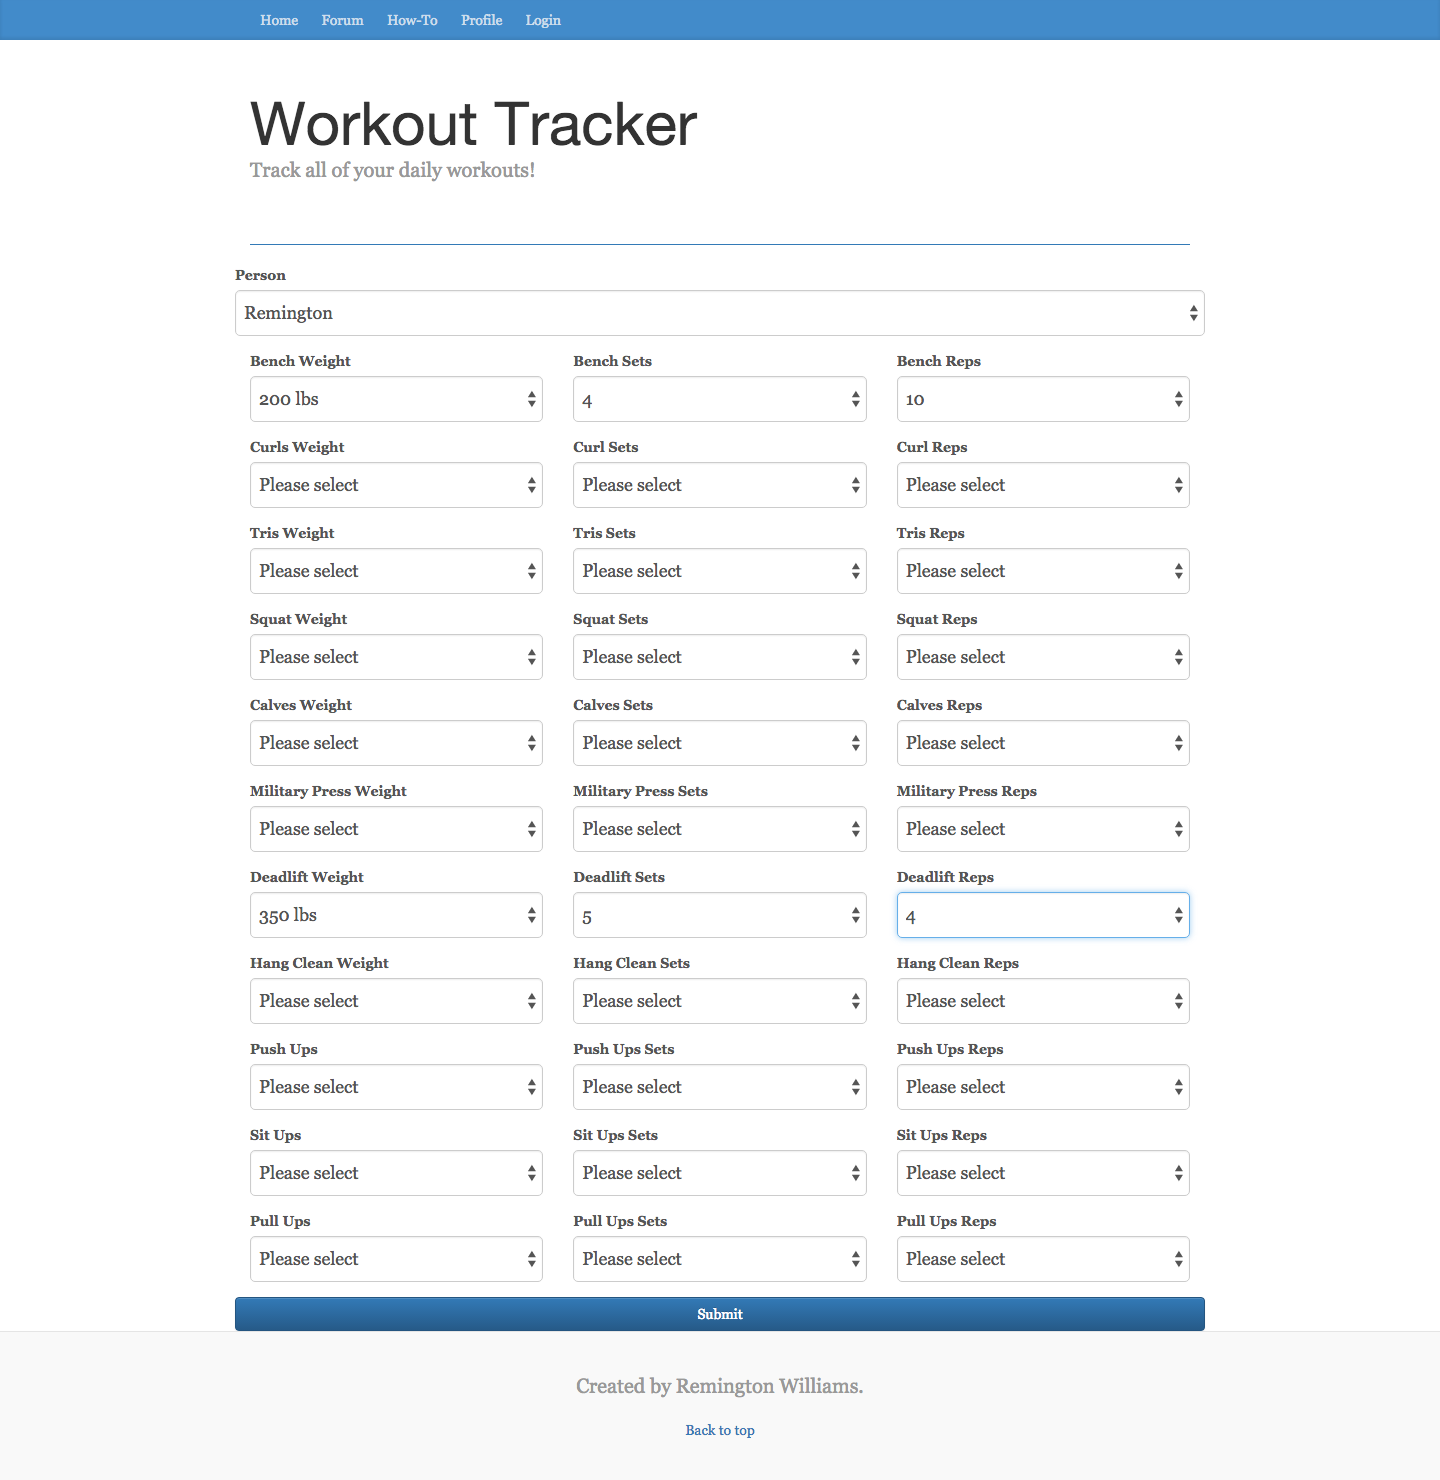 Home Forum How-To Profile Login
Workout Tracker
Track all of your daily workouts!
Person
Remington
Bench Weight Bench Sets Bench Reps
200 lbs 4 10
Curls Weight Curl Sets Curl Reps
Please select Please select Please select
Tris Weight Tris Sets Tris Reps
Please select Please select Please select
Squat Weight Squat Sets Squat Reps
Please select Please select Please select
Calves Weight Calves Sets Calves Reps
Please select Please select Please select
Military Press Weight Military Press Sets Military Press Reps
Please select Please select Please select
Deadlift Weight Deadlift Sets Deadlift Reps
350 lbs 5 4
Hang Clean Weight Hang Clean Sets Hang Clean Reps
Please select Please select Please select
Push Ups Push Ups Sets Push Ups Reps
Please select Please select Please select
Sit Ups Sit Ups Sets Sit Ups Reps
Please select Please select Please select
Pull Ups Pull Ups Sets Pull Ups Reps
Please select Please select Please select
Submit
Created by Remington Williams.
Back to top